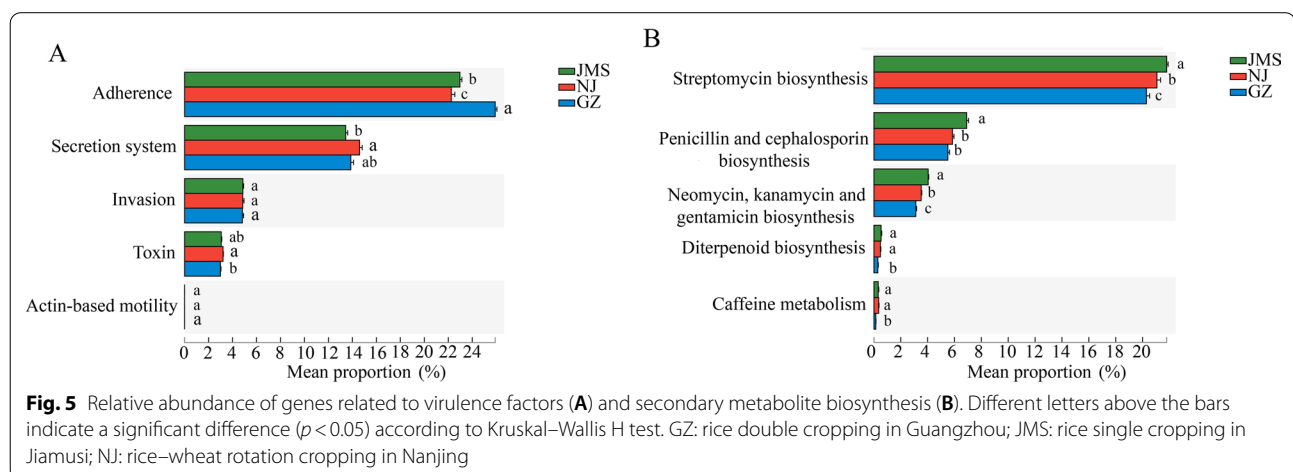 A
JMS
NJ
GZ
Adherence
b
c
a
Secretion system
b
a
ab
Invasion
a
a
a
Toxin
ab
a
b
Actin-based motility
a
a
a
0 2 4 6 8 10 12 14 16 18 20 22 24
Mean proportion (%)
B
JMS
NJ
GZ
Streptomycin biosynthesis
a
b
c
Penicillin and cephalosporin
biosynthesis
a
b
b
Neomycin, kanamycin and
gentamicin biosynthesis
a
b
c
Diterpenoid biosynthesis
a
a
b
Caffeine metabolism
a
a
b
0 2 4 6 8 10 12 14 16 18 20
Mean proportion (%)
Fig. 5 Relative abundance of genes related to virulence factors (A) and secondary metabolite biosynthesis (B). Different letters above the bars
indicate a significant difference (p < 0.05) according to Kruskal–Wallis H test. GZ: rice double cropping in Guangzhou; JMS: rice single cropping in
Jiamusi; NJ: rice–wheat rotation cropping in Nanjing